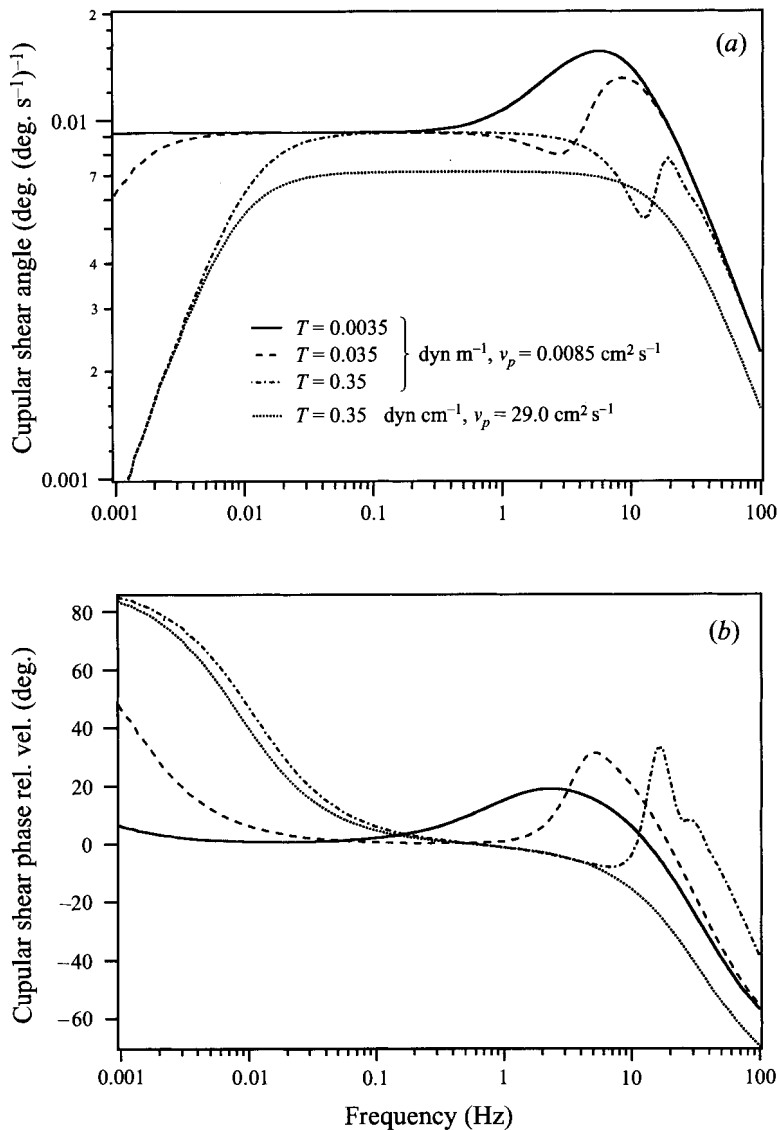 (a)
2
0.01
7
4
3
2
0.001
Cupular shear angle (deg. (deg. s⁻¹)⁻¹)
T = 0.0035
T = 0.035
T = 0.35
dyn m⁻¹, νₚ = 0.0085 cm² s⁻¹
T = 0.35 dyn cm⁻¹, νₚ = 29.0 cm² s⁻¹
0.001 0.01 0.1 1 10 100
(b)
80
60
40
20
0
−20
−40
−60
Cupular shear phase rel. vel. (deg.)
0.001 0.01 0.1 1 10 100
Frequency (Hz)